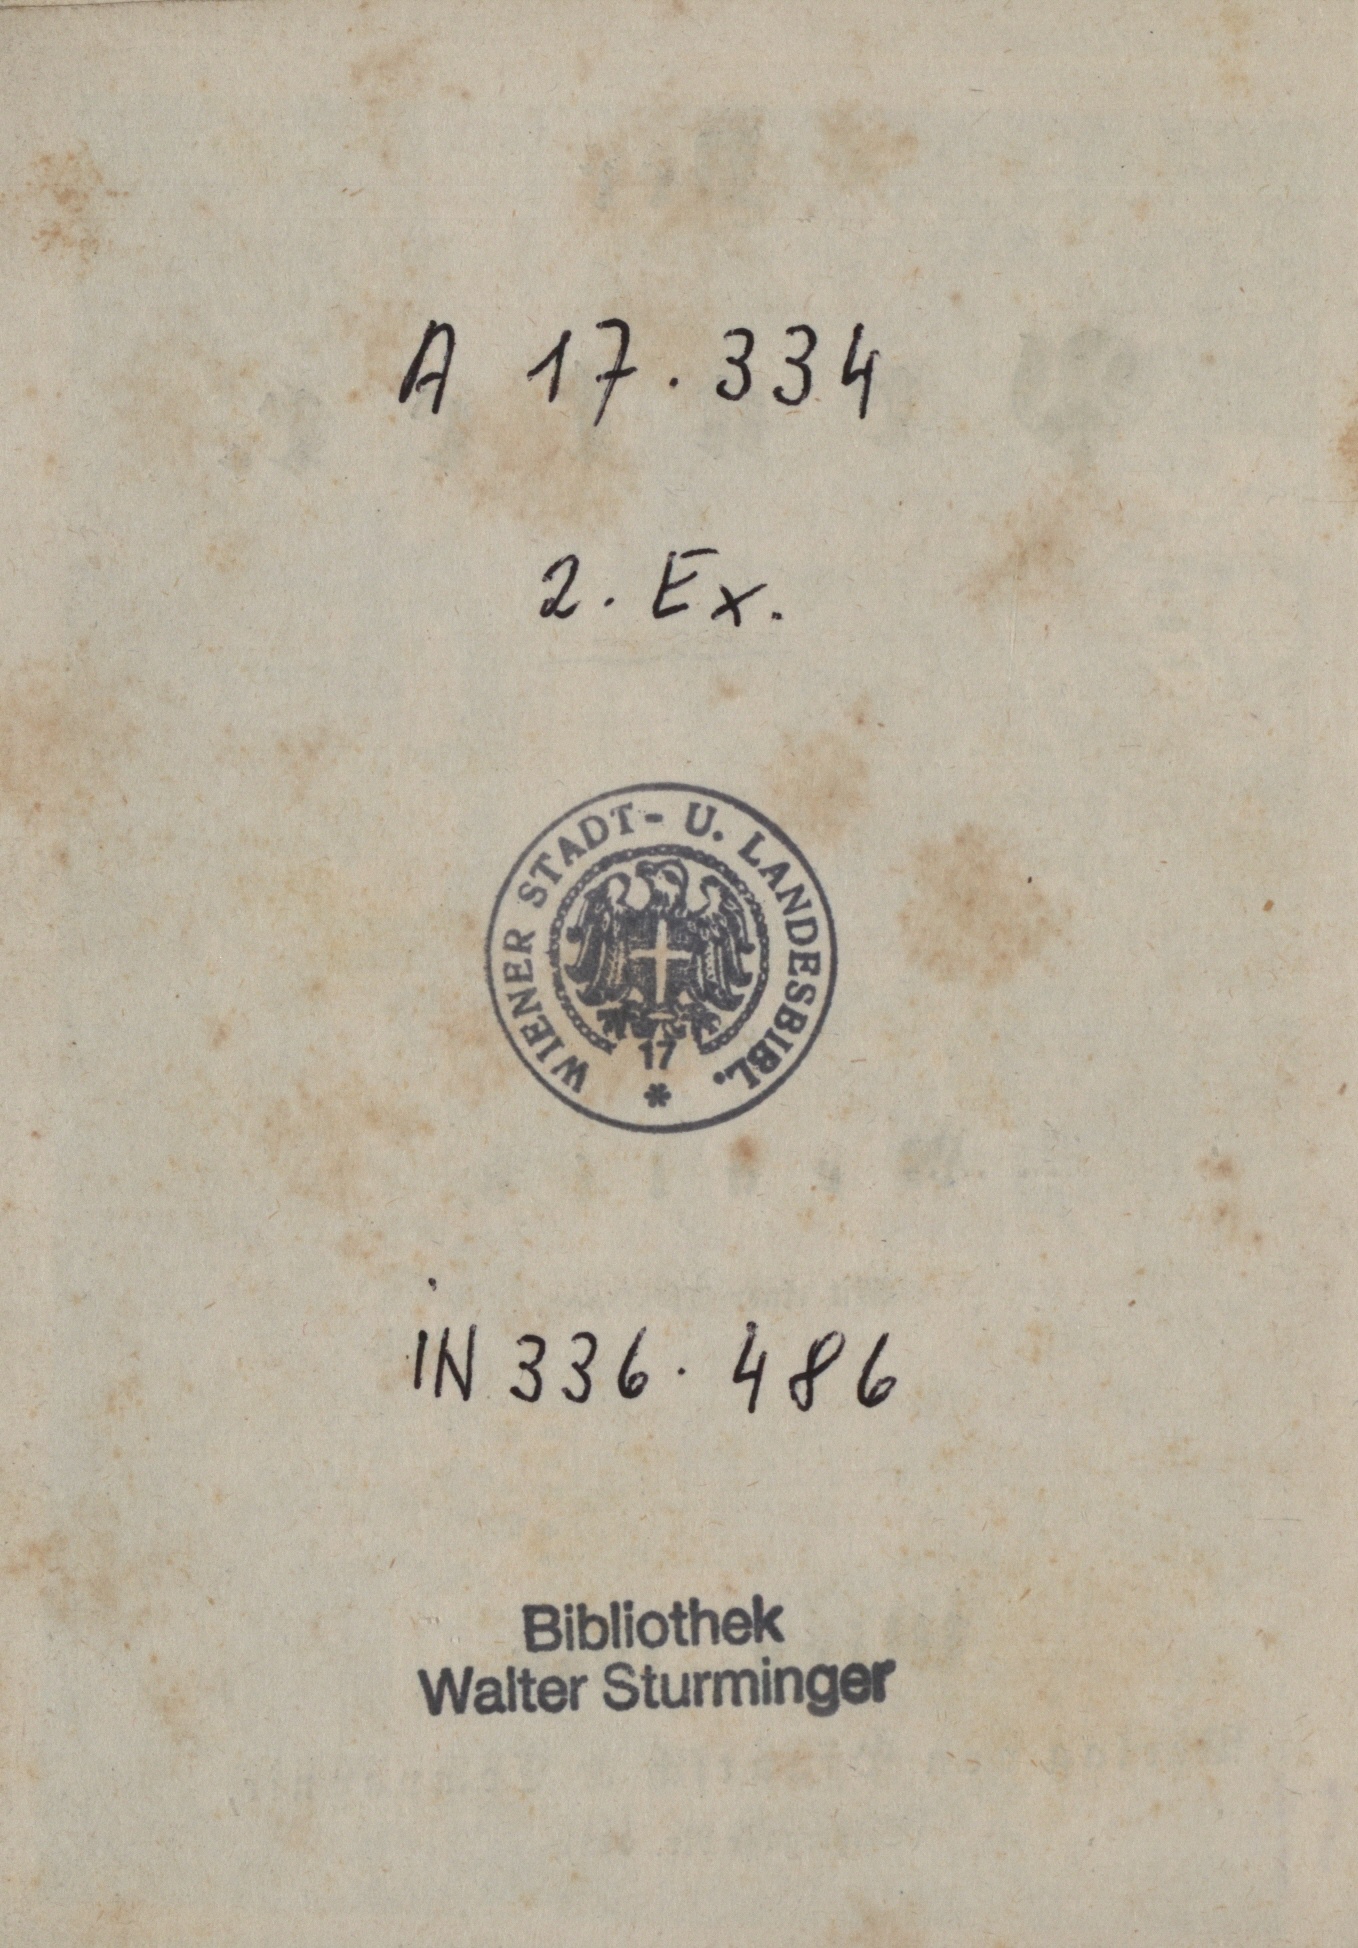 A 17.334
2. Ex.
WIENER STADT- U. LANDESBIBL.
17
*
IN 336.486
Bibliothek
Walter Sturminger